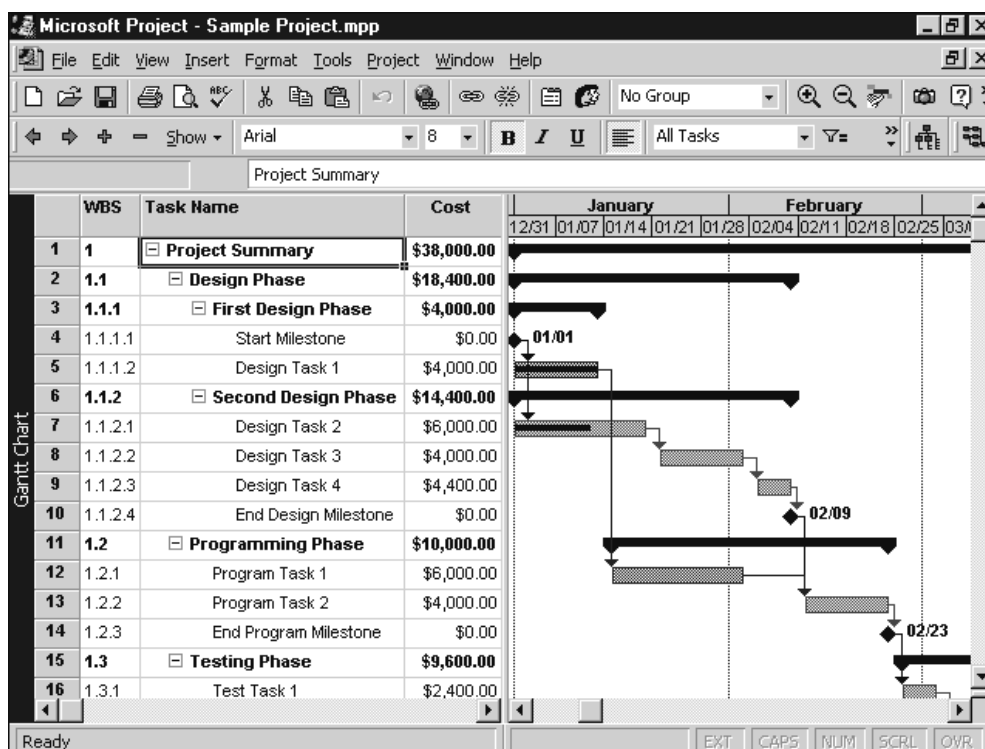 Microsoft Project - Sample Project.mpp
File Edit View Insert Format Tools Project Window Help
ABC No Group
Show Arial 8 B I U All Tasks
Project Summary
WBS Task Name Cost January February
12/31 01/07 01/14 01/21 01/28 02/04 02/11 02/18 02/25
1 1 Project Summary $38,000.00
2 1.1 Design Phase $18,400.00
3 1.1.1 First Design Phase $4,000.00
4 1.1.1.1 Start Milestone $0.00 01/01
5 1.1.1.2 Design Task 1 $4,000.00
6 1.1.2 Second Design Phase $14,400.00
7 1.1.2.1 Design Task 2 $6,000.00
8 1.1.2.2 Design Task 3 $4,000.00
9 1.1.2.3 Design Task 4 $4,400.00
10 1.1.2.4 End Design Milestone $0.00 02/09
11 1.2 Programming Phase $10,000.00
12 1.2.1 Program Task 1 $6,000.00
13 1.2.2 Program Task 2 $4,000.00
14 1.2.3 End Program Milestone $0.00 02/23
15 1.3 Testing Phase $9,600.00
16 1.3.1 Test Task 1 $2,400.00
Gantt Chart
Ready EXT CAPS NUM SCRL OVR